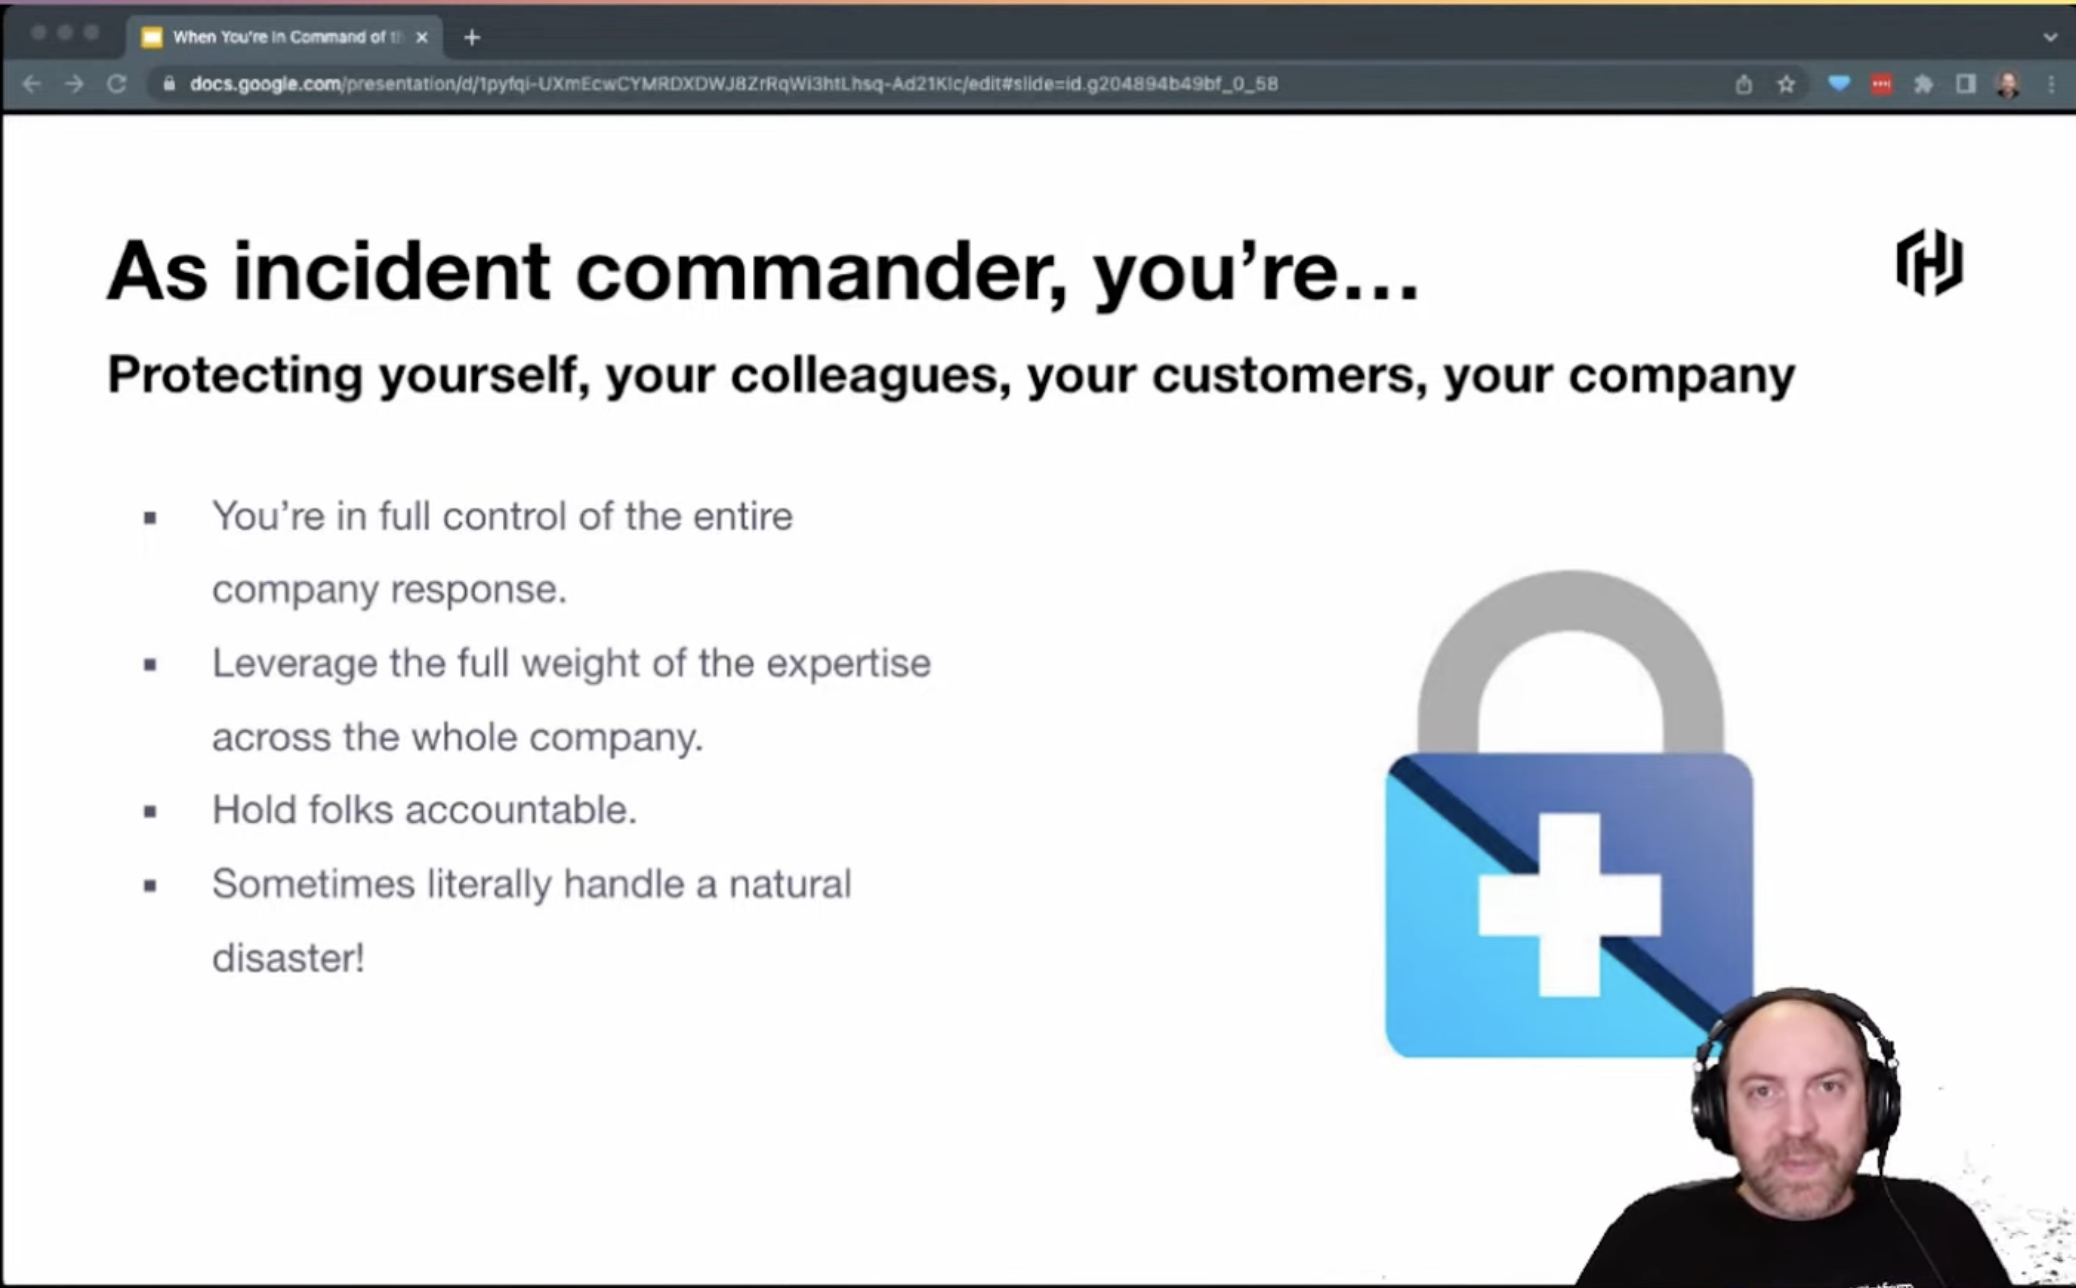 When You're in Command of
docs.google.com/presentation/d/1pyfqi-UXmEcwCYMRDXDWJ8ZrRqWi3htLhsq-Ad21KIc/edit#slide=id.g204894b49bf_0_58
As incident commander, you're...
Protecting yourself, your colleagues, your customers, your company
▪ You're in full control of the entire
company response.
▪ Leverage the full weight of the expertise
across the whole company.
▪ Hold folks accountable.
▪ Sometimes literally handle a natural
disaster!